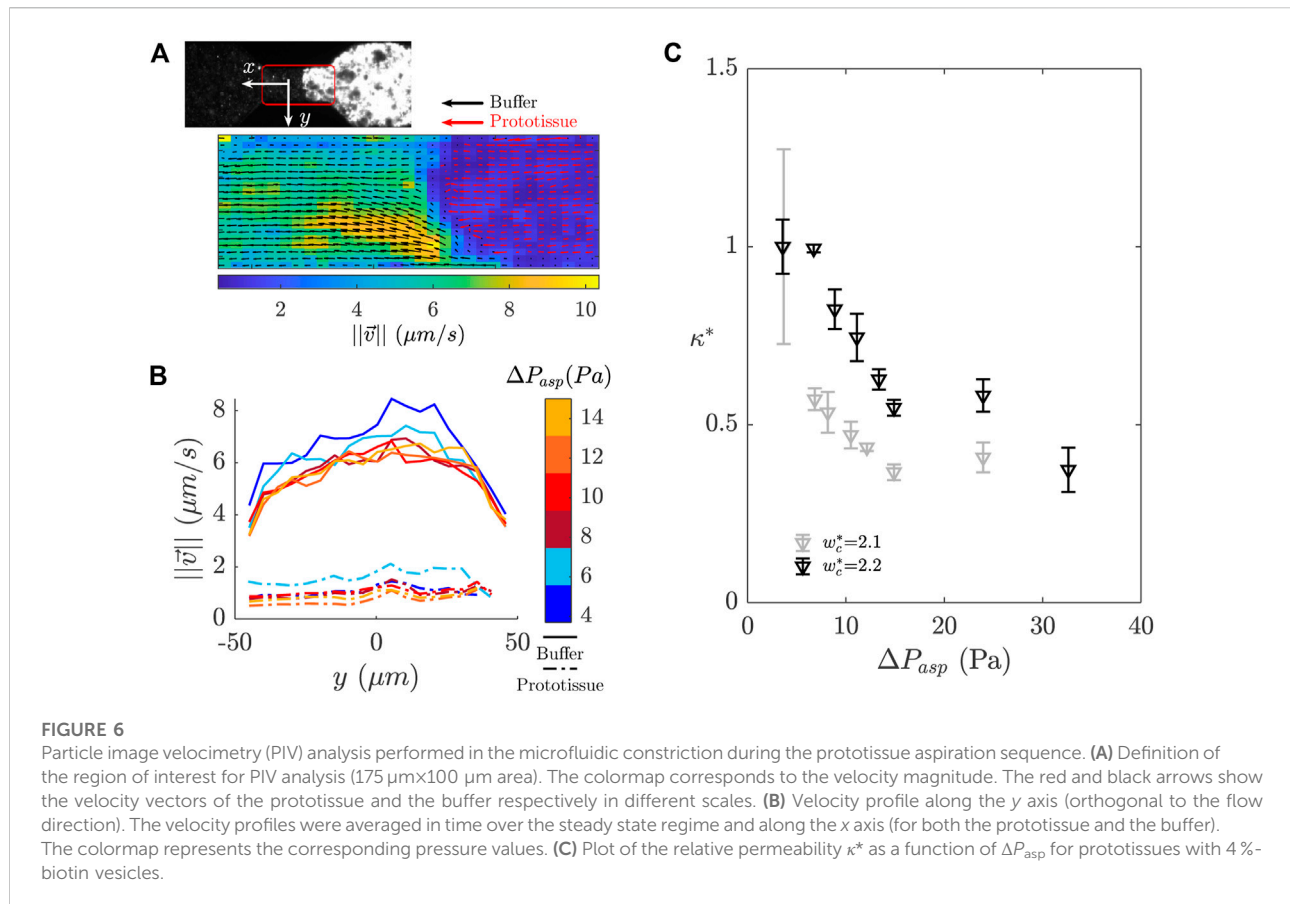 A
x
y
Buffer
Prototissue
2 4 6 8 10
||v⃗|| (μm/s)
B
ΔP_asp(Pa)
8
6
4
2
0
||v⃗|| (μm/s)
-50 0 50
y (μm)
14
12
10
8
6
4
Buffer
Prototissue
C
1.5
1
0.5
0
κ*
w_c*=2.1
w_c*=2.2
0 10 20 30 40
ΔP_asp (Pa)
FIGURE 6
Particle image velocimetry (PIV) analysis performed in the microfluidic constriction during the prototissue aspiration sequence. (A) Definition of
the region of interest for PIV analysis (175 μm×100 μm area). The colormap corresponds to the velocity magnitude. The red and black arrows show
the velocity vectors of the prototissue and the buffer respectively in different scales. (B) Velocity profile along the y axis (orthogonal to the flow
direction). The velocity profiles were averaged in time over the steady state regime and along the x axis (for both the prototissue and the buffer).
The colormap represents the corresponding pressure values. (C) Plot of the relative permeability κ* as a function of ΔP_asp for prototissues with 4 %-
biotin vesicles.